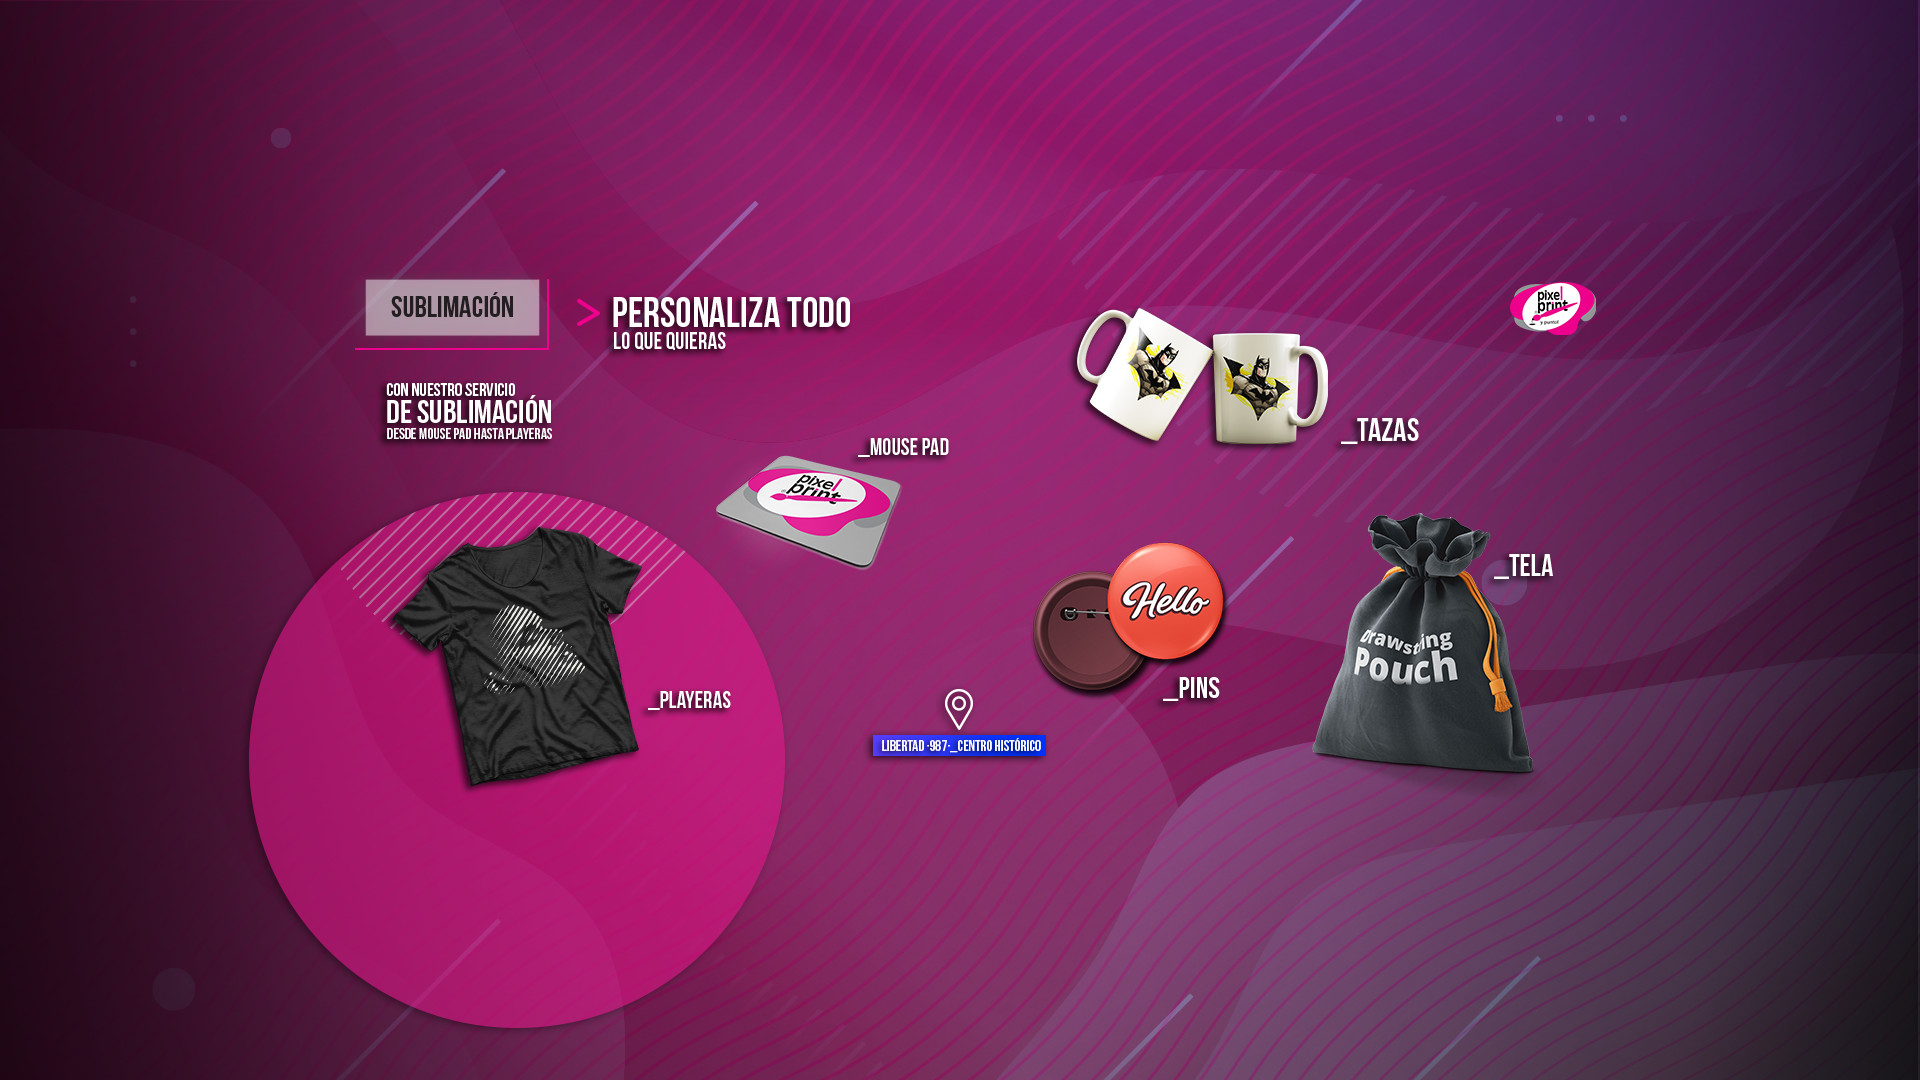 SUBLIMACIÓN
> PERSONALIZA TODO
LO QUE QUIERAS
CON NUESTRO SERVICIO
DE SUBLIMACIÓN
DESDE MOUSE PAD HASTA PLAYERAS
pixel
print
y punto!
_TAZAS
_MOUSE PAD
pixel
print
_TELA
Hello
Drawstring
Pouch
_PINS
_PLAYERAS
LIBERTAD -987-_CENTRO HISTÓRICO